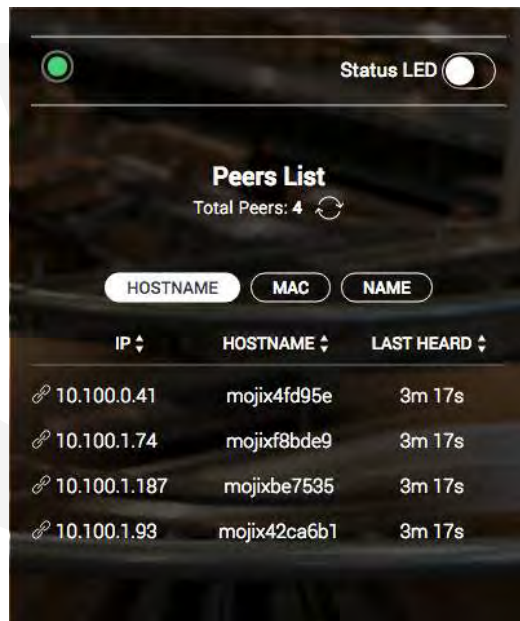 Status LED
Peers List
Total Peers: 4
HOSTNAME MAC NAME
IP HOSTNAME LAST HEARD
10.100.0.41 mojix4fd95e 3m 17s
10.100.1.74 mojixf8bde9 3m 17s
10.100.1.187 mojixbe7535 3m 17s
10.100.1.93 mojix42ca6b1 3m 17s